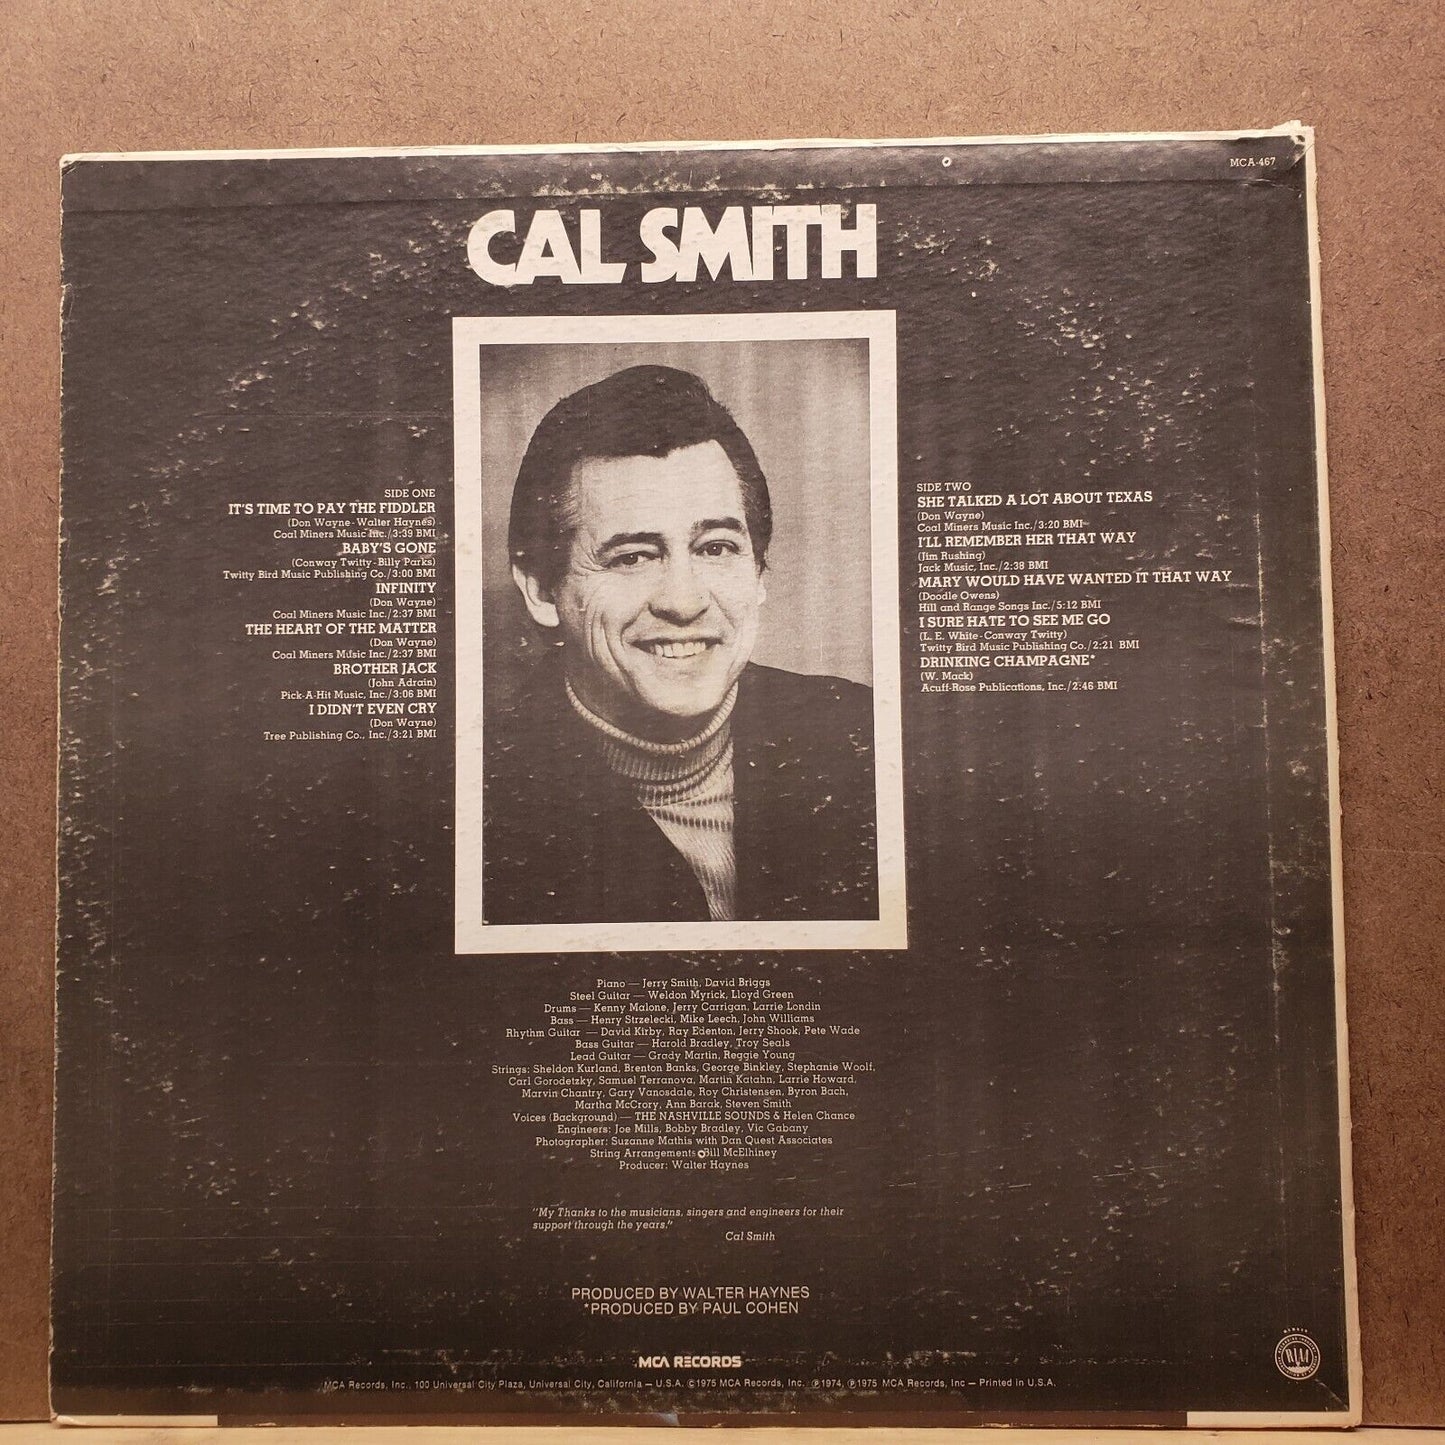 MCA-467
CAL SMITH
SIDE ONE
IT'S TIME TO PAY THE FIDDLER
(Don Wayne-Walter Haynes)
Coal Miners Music Inc./3:39 BMI
BABY'S GONE
(Conway Twitty-Billy Parks)
Twitty Bird Music Publishing Co./3:00 BMI
INFINITY
(Don Wayne)
Coal Miners Music Inc./2:37 BMI
THE HEART OF THE MATTER
(Don Wayne)
Coal Miners Music Inc./2:37 BMI
BROTHER JACK
(John Adrain)
Pick-A-Hit Music, Inc./3:06 BMI
I DIDN'T EVEN CRY
(Don Wayne)
Tree Publishing Co., Inc./3:21 BMI
SIDE TWO
SHE TALKED A LOT ABOUT TEXAS
(Don Wayne)
Coal Miners Music Inc./3:20 BMI
I'LL REMEMBER HER THAT WAY
(Jim Rushing)
Jack Music, Inc./2:38 BMI
MARY WOULD HAVE WANTED IT THAT WAY
(Doodle Owens)
Hill and Range Songs Inc./5:12 BMI
I SURE HATE TO SEE ME GO
(L. E. White-Conway Twitty)
Twitty Bird Music Publishing Co./2:21 BMI
DRINKING CHAMPAGNE*
(W. Mack)
Acuff-Rose Publications, Inc./2:46 BMI
Piano — Jerry Smith, David Briggs
Steel Guitar — Weldon Myrick, Lloyd Green
Drums — Kenny Malone, Jerry Carrigan, Larrie Londin
Bass — Henry Strzelecki, Mike Leech, John Williams
Rhythm Guitar — David Kirby, Ray Edenton, Jerry Shook, Pete Wade
Bass Guitar — Harold Bradley, Troy Seals
Lead Guitar — Grady Martin, Reggie Young
Strings: Sheldon Kurland, Brenton Banks, George Binkley, Stephanie Woolf,
Carl Gorodetzky, Samuel Terranova, Martin Katahn, Larrie Howard,
Marvin Chantry, Gary Vanosdale, Roy Christensen, Byron Bach,
Martha McCrory, Ann Barak, Steven Smith
Voices (Background) — THE NASHVILLE SOUNDS & Helen Chance
Engineers: Joe Mills, Bobby Bradley, Vic Gabany
Photographer: Suzanne Mathis with Dan Quest Associates
String Arrangements Bill McElhiney
Producer: Walter Haynes
"My Thanks to the musicians, singers and engineers for their
support through the years."
Cal Smith
PRODUCED BY WALTER HAYNES
*PRODUCED BY PAUL COHEN
MCA RECORDS
MCA Records, Inc., 100 Universal City Plaza, Universal City, California — U.S.A. ©1975 MCA Records, Inc. ℗1974, ℗1975 MCA Records, Inc — Printed in U.S.A.
RIAA